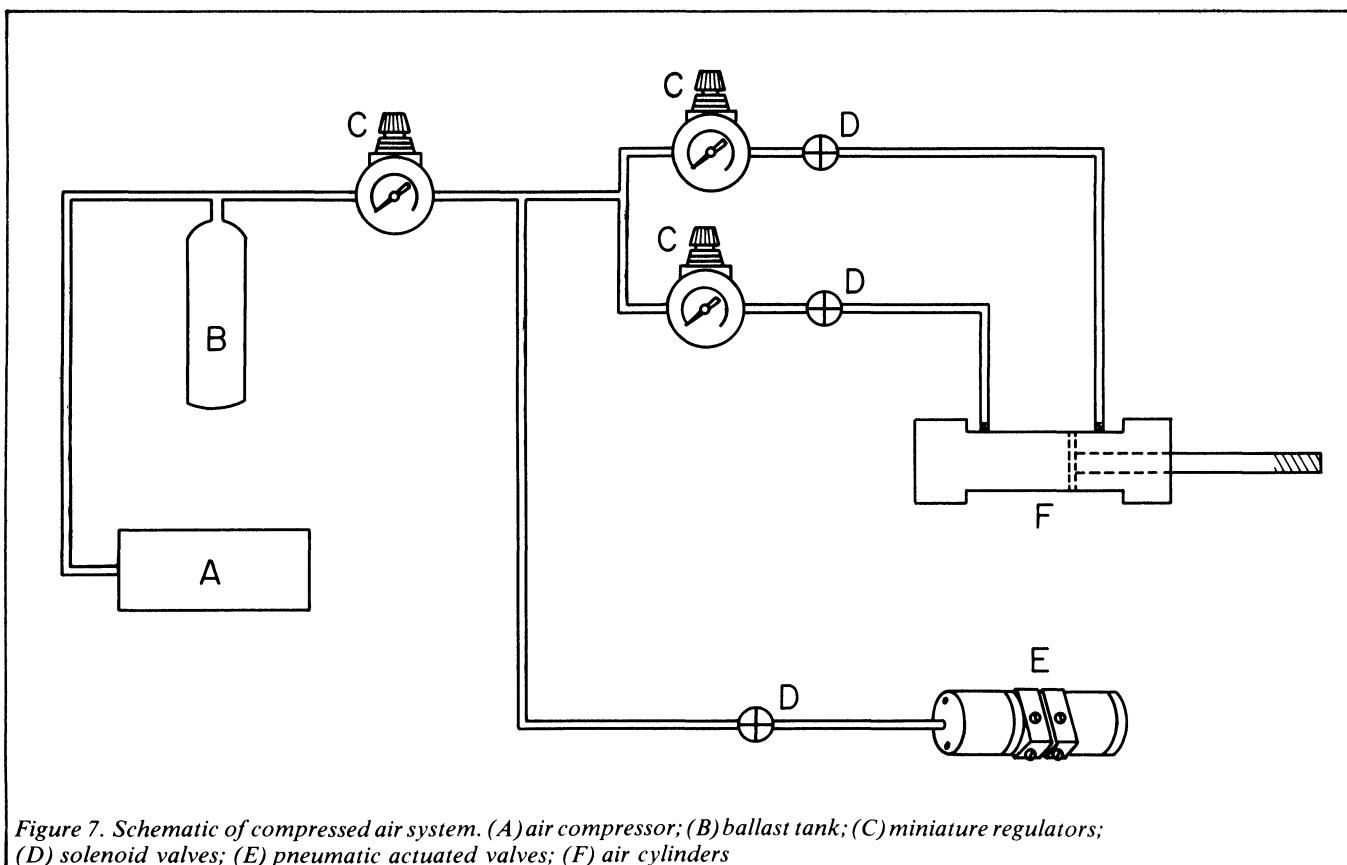 C
D
C
C
D
B
F
A
E
D
Figure 7. Schematic of compressed air system. (A) air compressor; (B) ballast tank; (C) miniature regulators;
(D) solenoid valves; (E) pneumatic actuated valves; (F) air cylinders